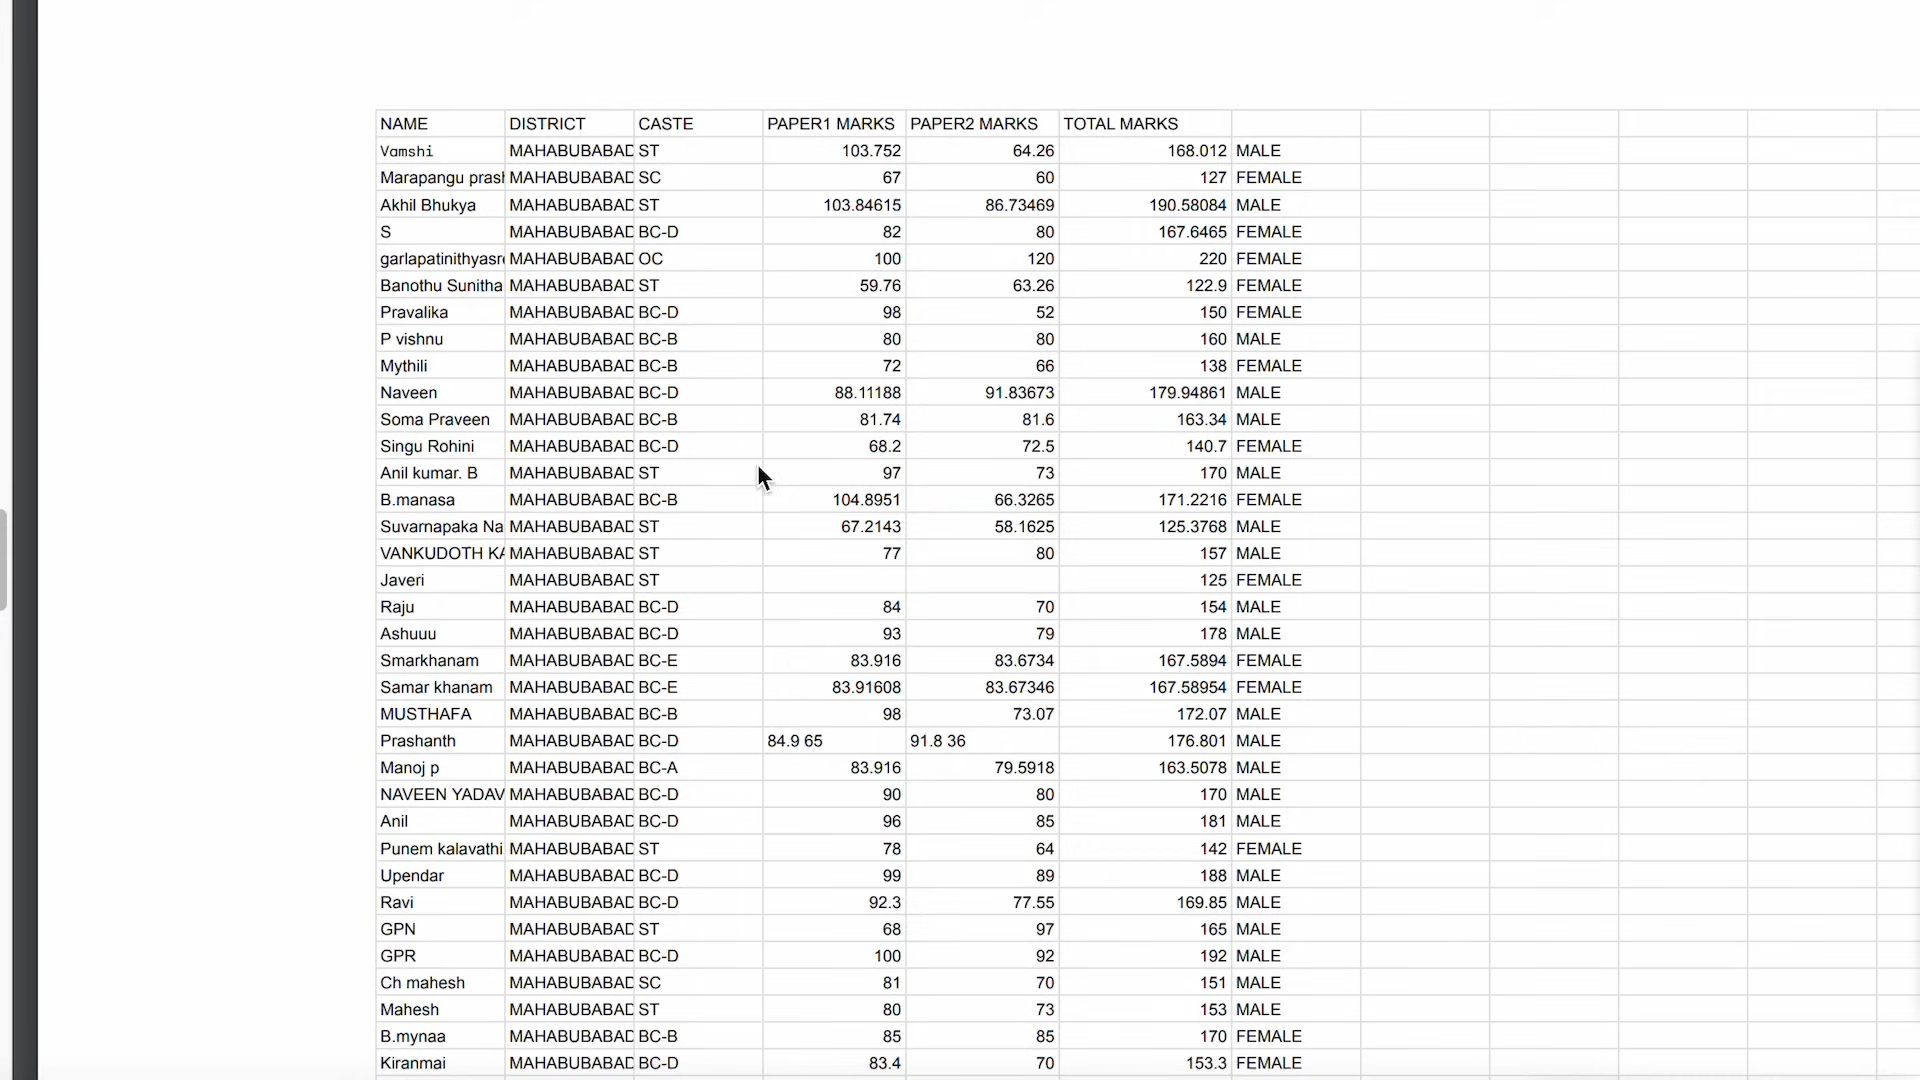 NAME DISTRICT CASTE PAPER1 MARKS PAPER2 MARKS TOTAL MARKS
Vamshi MAHABUBABAD ST 103.752 64.26 168.012 MALE
Marapangu prash MAHABUBABAD SC 67 60 127 FEMALE
Akhil Bhukya MAHABUBABAD ST 103.84615 86.73469 190.58084 MALE
S MAHABUBABAD BC-D 82 80 167.6465 FEMALE
garlapatinithyasre MAHABUBABAD OC 100 120 220 FEMALE
Banothu Sunitha MAHABUBABAD ST 59.76 63.26 122.9 FEMALE
Pravalika MAHABUBABAD BC-D 98 52 150 FEMALE
P vishnu MAHABUBABAD BC-B 80 80 160 MALE
Mythili MAHABUBABAD BC-B 72 66 138 FEMALE
Naveen MAHABUBABAD BC-D 88.11188 91.83673 179.94861 MALE
Soma Praveen MAHABUBABAD BC-B 81.74 81.6 163.34 MALE
Singu Rohini MAHABUBABAD BC-D 68.2 72.5 140.7 FEMALE
Anil kumar. B MAHABUBABAD ST 97 73 170 MALE
B.manasa MAHABUBABAD BC-B 104.8951 66.3265 171.2216 FEMALE
Suvarnapaka Na MAHABUBABAD ST 67.2143 58.1625 125.3768 MALE
VANKUDOTH KA MAHABUBABAD ST 77 80 157 MALE
Javeri MAHABUBABAD ST 125 FEMALE
Raju MAHABUBABAD BC-D 84 70 154 MALE
Ashuuu MAHABUBABAD BC-D 93 79 178 MALE
Smarkhanam MAHABUBABAD BC-E 83.916 83.6734 167.5894 FEMALE
Samar khanam MAHABUBABAD BC-E 83.91608 83.67346 167.58954 FEMALE
MUSTHAFA MAHABUBABAD BC-B 98 73.07 172.07 MALE
Prashanth MAHABUBABAD BC-D 84.9 65 91.8 36 176.801 MALE
Manoj p MAHABUBABAD BC-A 83.916 79.5918 163.5078 MALE
NAVEEN YADAV MAHABUBABAD BC-D 90 80 170 MALE
Anil MAHABUBABAD BC-D 96 85 181 MALE
Punem kalavathi MAHABUBABAD ST 78 64 142 FEMALE
Upendar MAHABUBABAD BC-D 99 89 188 MALE
Ravi MAHABUBABAD BC-D 92.3 77.55 169.85 MALE
GPN MAHABUBABAD ST 68 97 165 MALE
GPR MAHABUBABAD BC-D 100 92 192 MALE
Ch mahesh MAHABUBABAD SC 81 70 151 MALE
Mahesh MAHABUBABAD ST 80 73 153 MALE
B.mynaa MAHABUBABAD BC-B 85 85 170 FEMALE
Kiranmai MAHABUBABAD BC-D 83.4 70 153.3 FEMALE